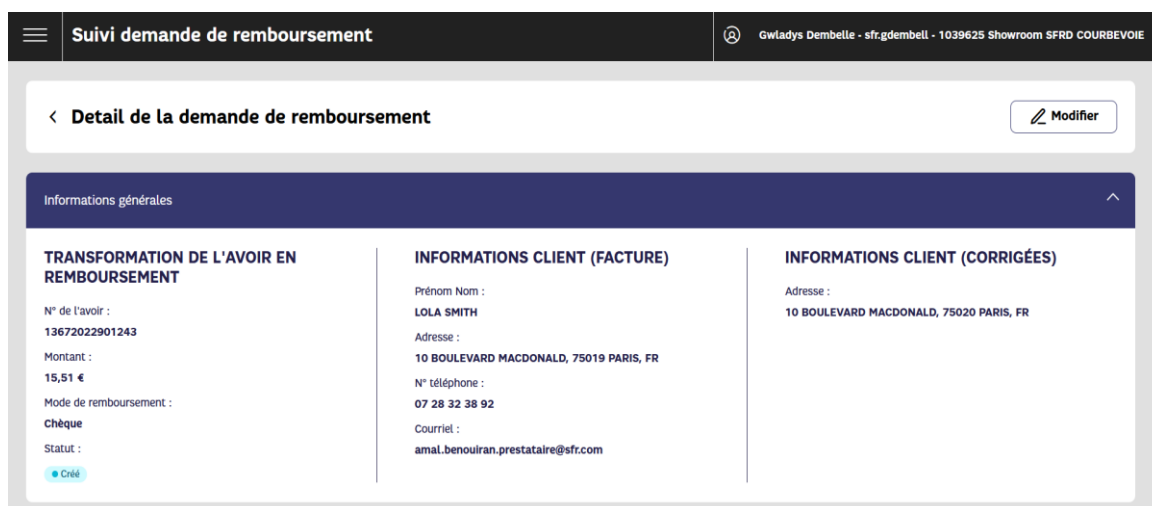 Suivi demande de remboursement
Gwladys Dembelle - sfr.gdembell - 1039625 Showroom SFRD COURBEVOIE
Detail de la demande de remboursement
Modifier
Informations générales
TRANSFORMATION DE L'AVOIR EN
REMBOURSEMENT
N° de l'avoir :
13672022901243
Montant :
15,51 €
Mode de remboursement :
Chèque
Statut :
Créé
INFORMATIONS CLIENT (FACTURE)
Prénom Nom :
LOLA SMITH
Adresse :
10 BOULEVARD MACDONALD, 75019 PARIS, FR
N° téléphone :
07 28 32 38 92
Courriel :
amal.benouiran.prestataire@sfr.com
INFORMATIONS CLIENT (CORRIGÉES)
Adresse :
10 BOULEVARD MACDONALD, 75020 PARIS, FR